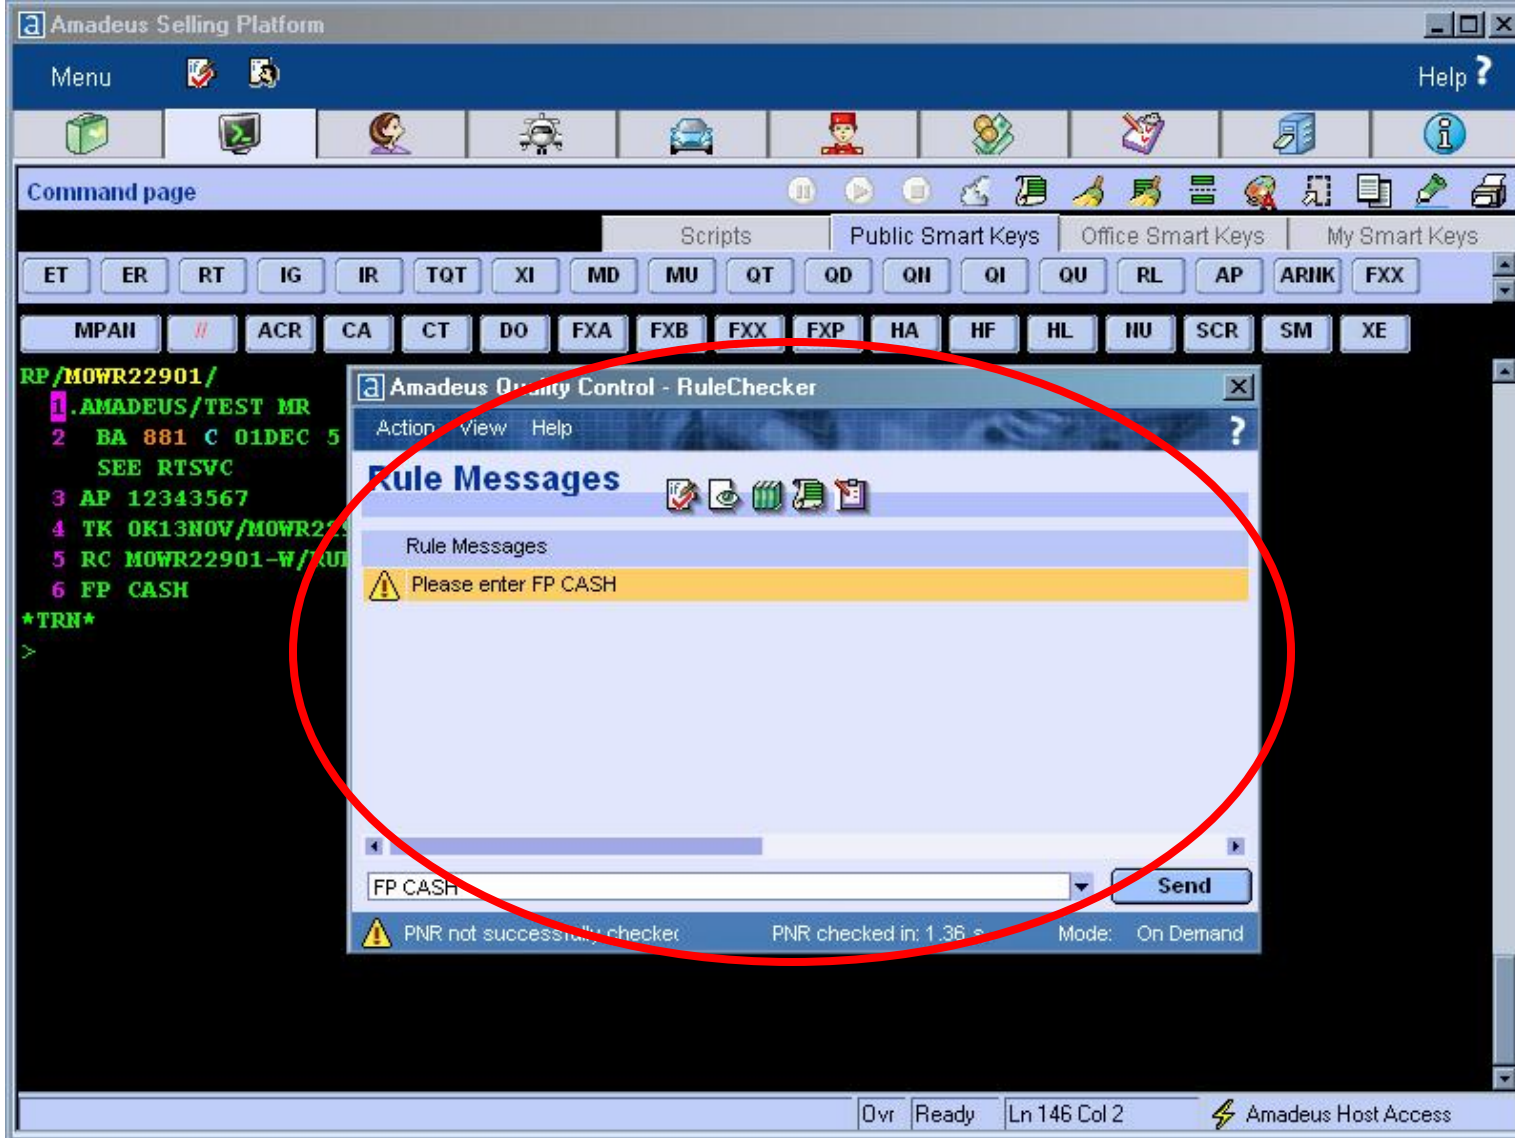 Amadeus Selling Platform
Menu Help ?
Command page
Scripts Public Smart Keys Office Smart Keys My Smart Keys
ET ER RT IG IR TQT XI MD MU QT QD QN QI QU RL AP ARNK FXX
MPAN // ACR CA CT DO FXA FXB FXX FXP HA HF HL NU SCR SM XE
RP/MOWR22901/
1.AMADEUS/TEST MR
2 BA 881 C 01DEC 5
SEE RTSVC
3 AP 12343567
4 TK OK13NOV/MOWR22
5 RC MOWR22901-W/
6 FP CASH
*TRN*
>
Amadeus Quality Control - RuleChecker
Action View Help ?
Rule Messages
Rule Messages
Please enter FP CASH
FP CASH Send
PNR not successfully PNR checked in: 1.36 s Mode: On Demand
Ovr Ready Ln 146 Col 2 Amadeus Host Access